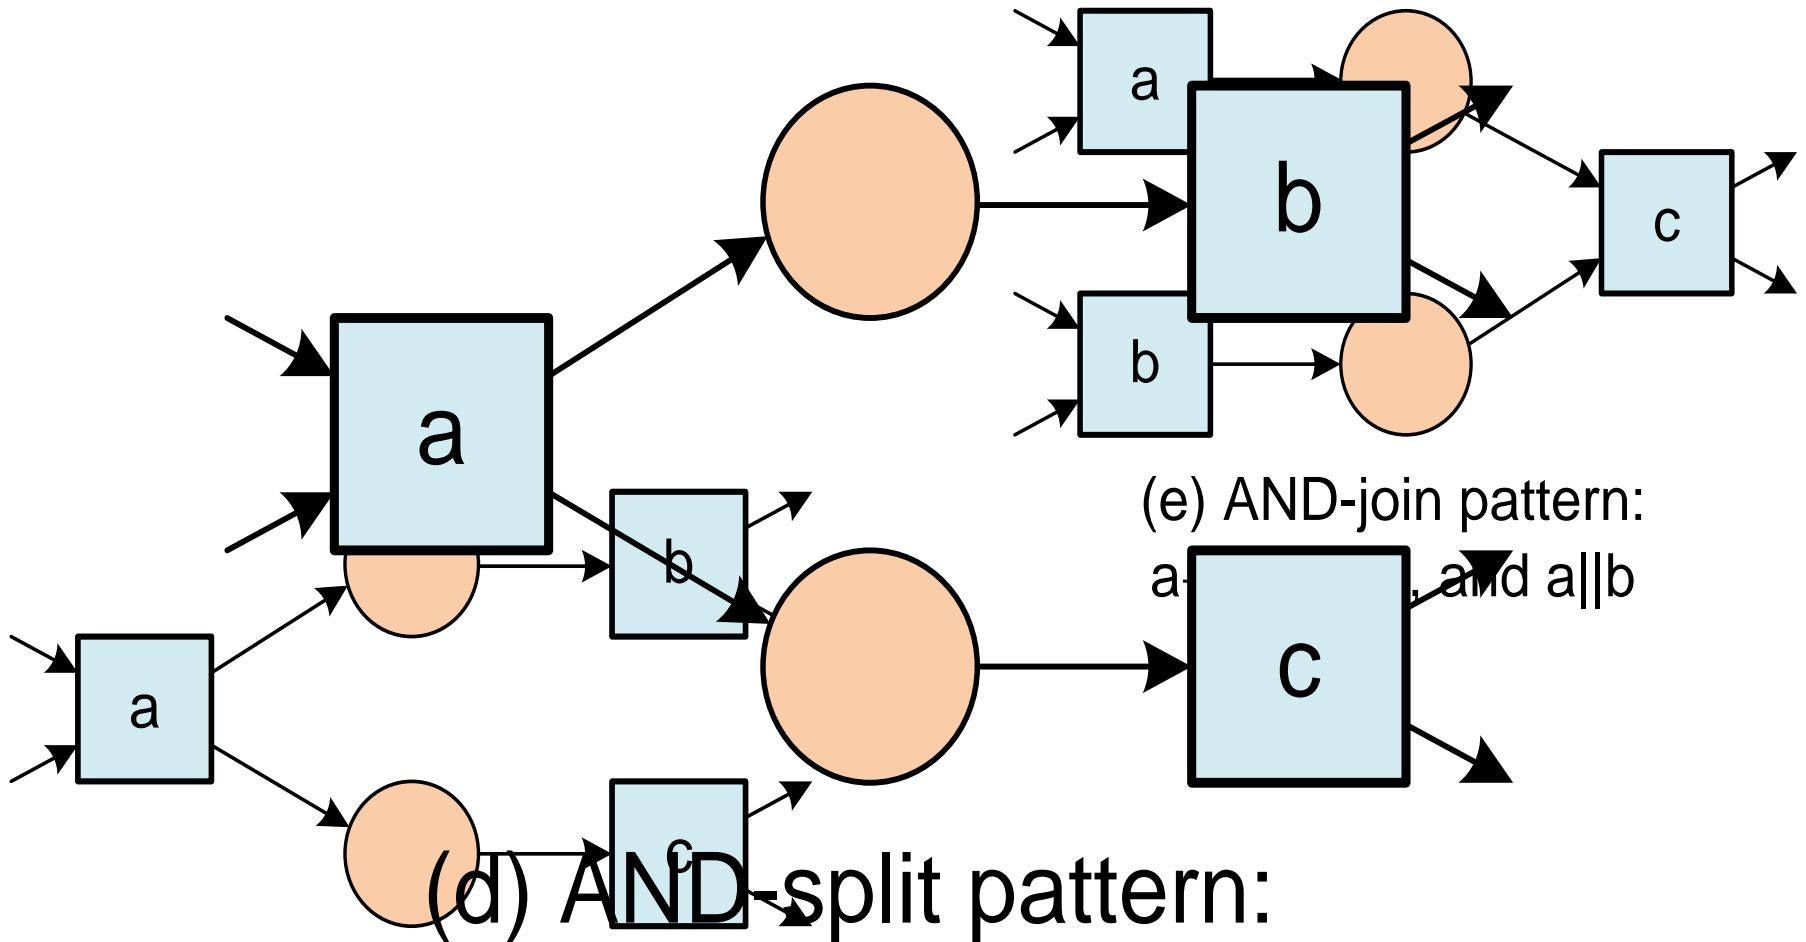 a
b
c
b
a
(e) AND-join pattern:
b
a , and a||b
c
a
c
(d) AND-split pattern: